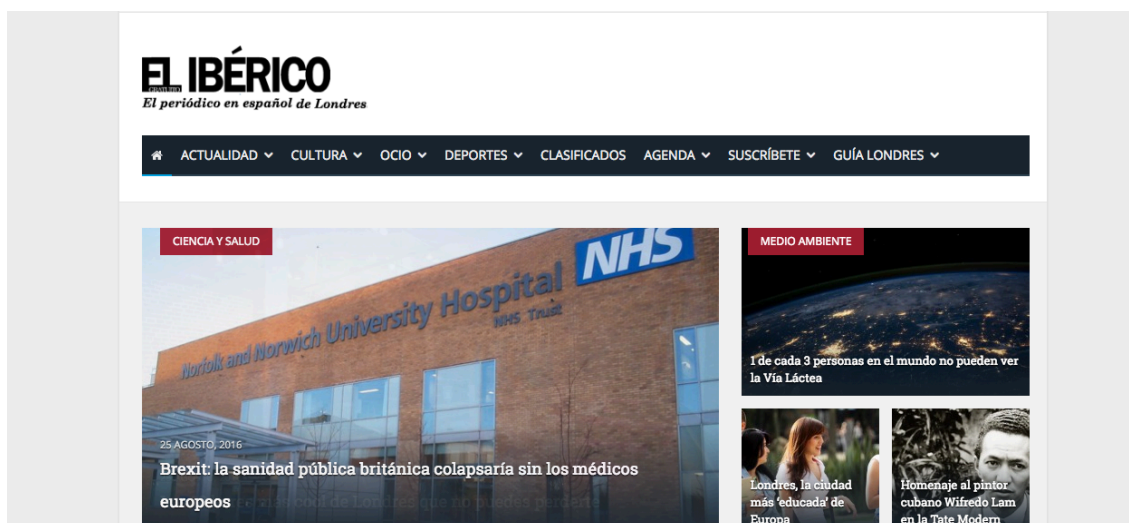 EL IBÉRICO
GRATUITO
El periódico en español de Londres
ACTUALIDAD CULTURA OCIO DEPORTES CLASIFICADOS AGENDA SUSCRÍBETE GUÍA LONDRES
CIENCIA Y SALUD
Norfolk and Norwich University Hospital
NHS Trust
NHS
25 AGOSTO, 2016
Brexit: la sanidad pública británica colapsaría sin los médicos
europeos
MEDIO AMBIENTE
1 de cada 3 personas en el mundo no pueden ver
la Vía Láctea
Londres, la ciudad
más ‘educada’ de
Europa
Homenaje al pintor
cubano Wifredo Lam
en la Tate Modern